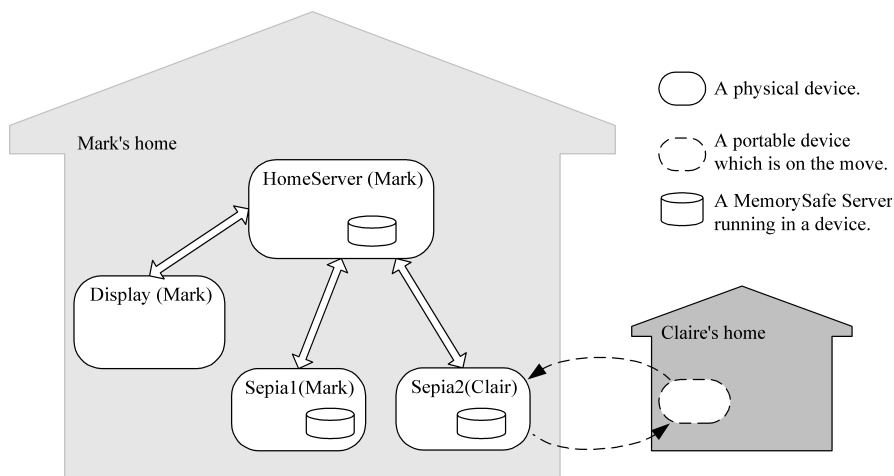 Mark's home
HomeServer (Mark)
Display (Mark)
Sepia1(Mark)
Sepia2(Clair)
A physical device.
A portable device
which is on the move.
A MemorySafe Server
running in a device.
Claire's home